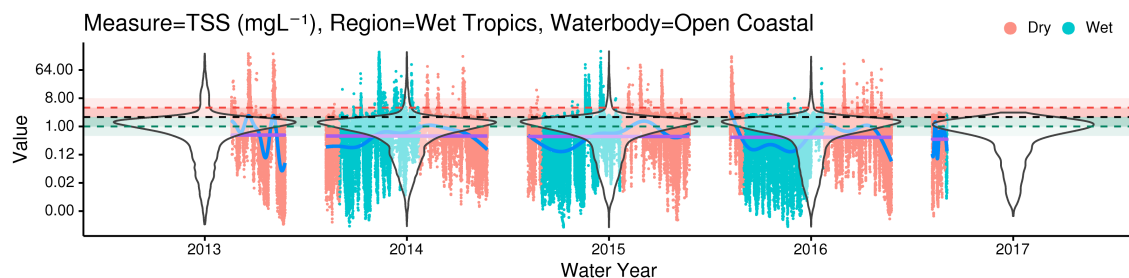 Measure=TSS (mgL⁻¹), Region=Wet Tropics, Waterbody=Open Coastal
Dry Wet
Value
64.00
8.00
1.00
0.12
0.02
0.00
2013 2014 2015 2016 2017
Water Year